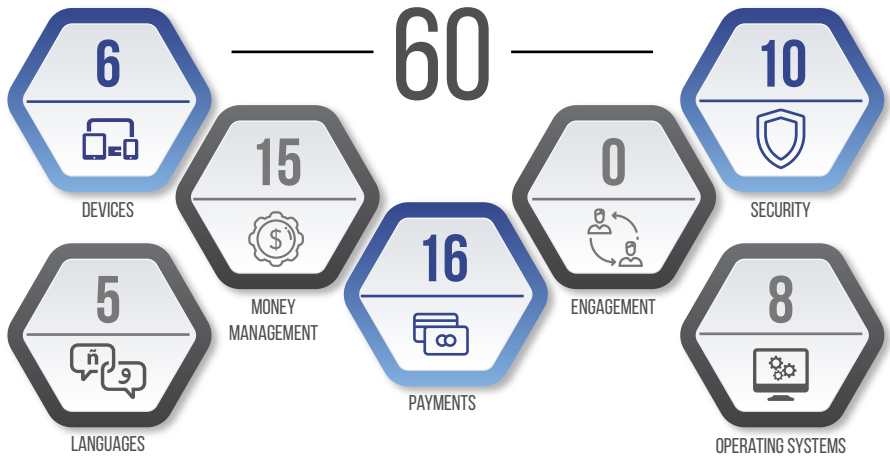 60
6
DEVICES
15
MONEY
MANAGEMENT
16
PAYMENTS
0
ENGAGEMENT
10
SECURITY
5
ñ
و
LANGUAGES
8
OPERATING SYSTEMS